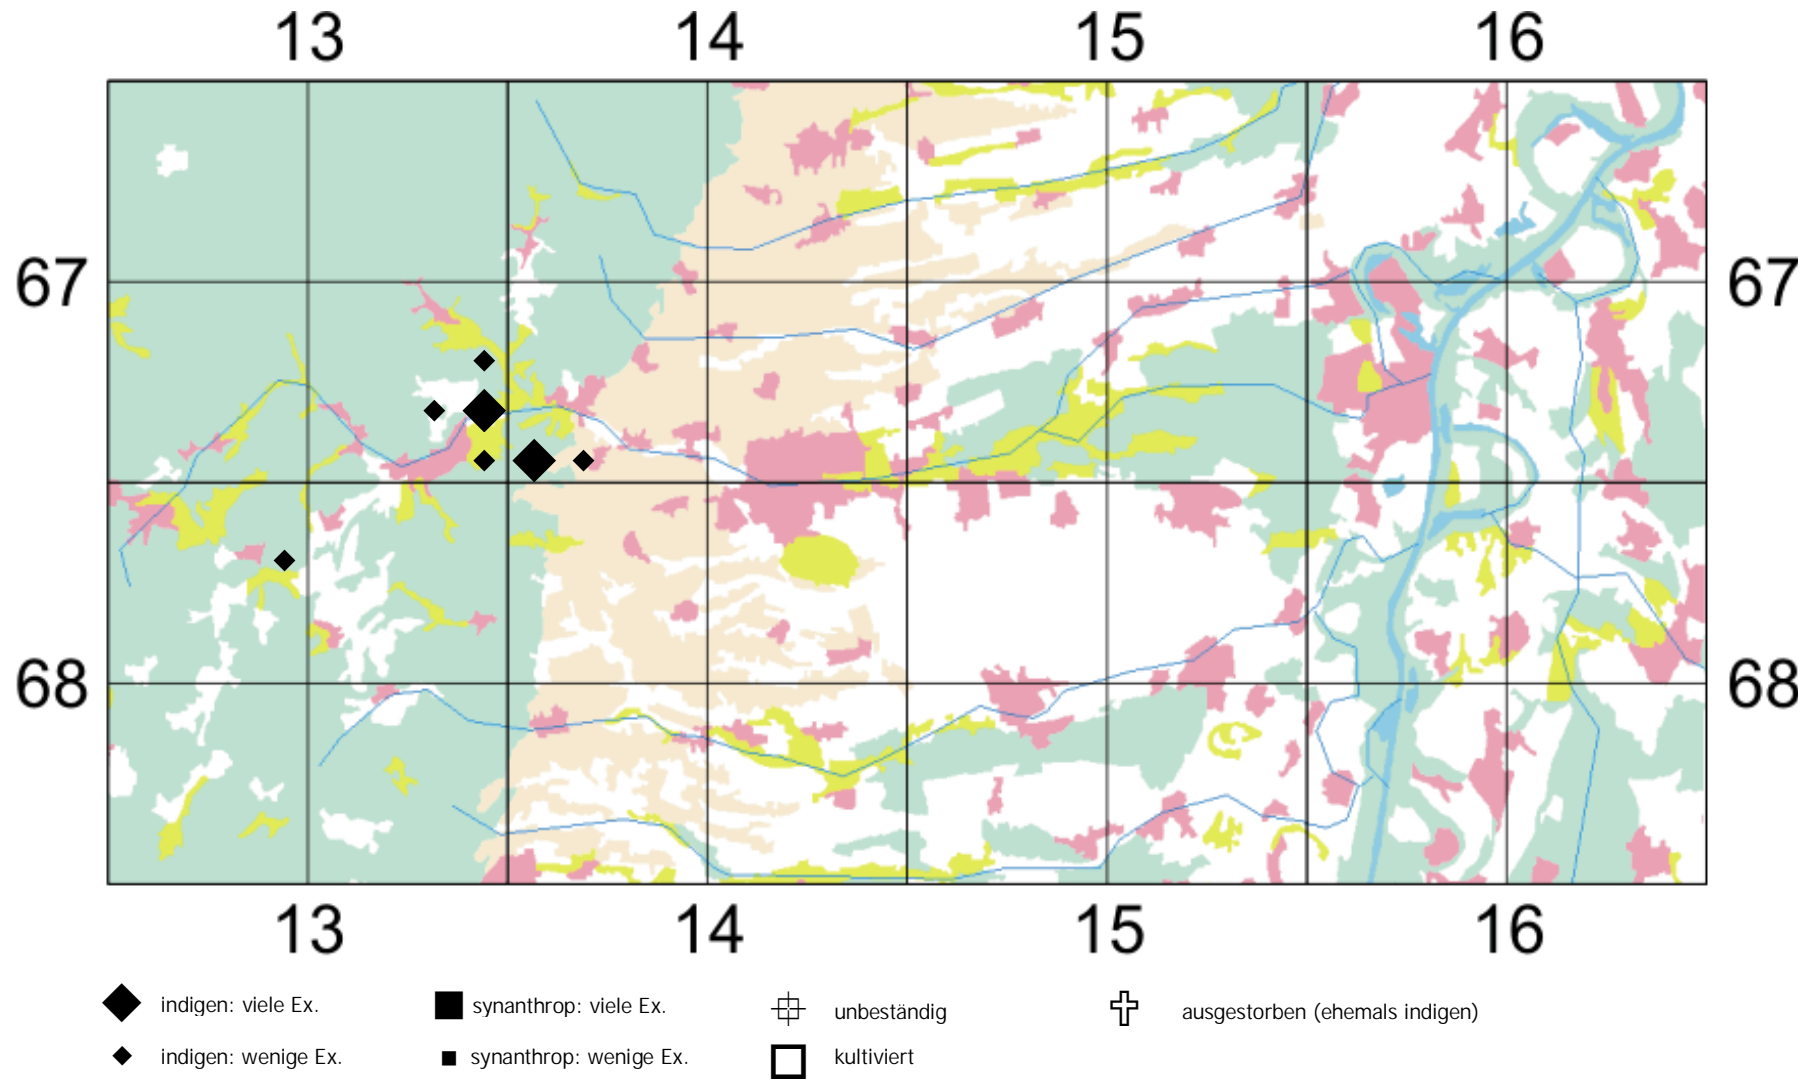 13 14 15 16
67 67
68 68
13 14 15 16
indigen: viele Ex. synanthrop: viele Ex. unbeständig ausgestorben (ehemals indigen)
indigen: wenige Ex. synanthrop: wenige Ex. kultiviert